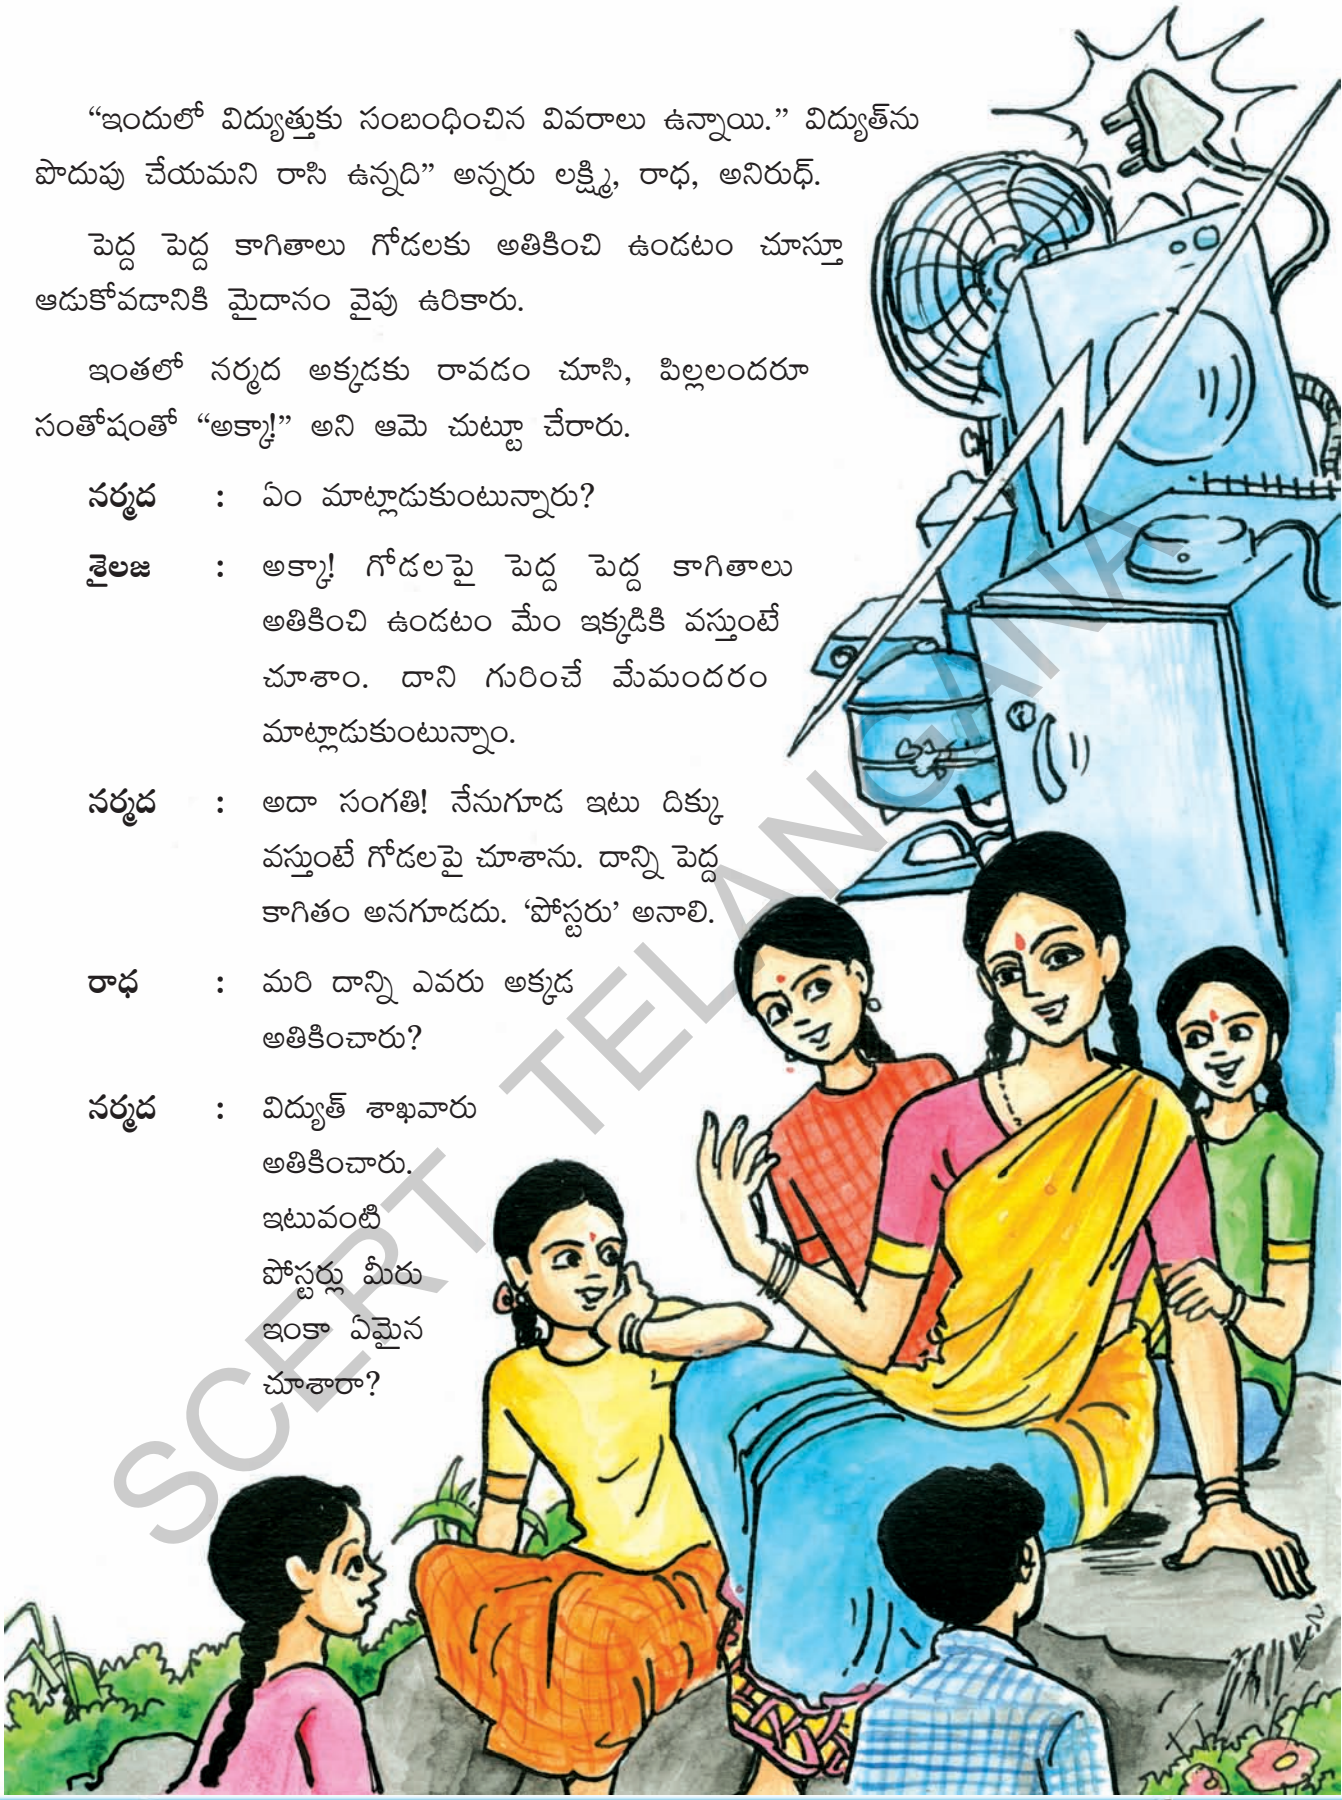 “ఇందులో విద్యుత్తుకు సంబంధించిన వివరాలు ఉన్నాయి.” విద్యుత్‌ను
పొదుపు చేయమని రాసి ఉన్నది” అన్నరు లక్ష్మి, రాధ, అనిరుధ్.
పెద్ద పెద్ద కాగితాలు గోడలకు అతికించి ఉండటం చూస్తూ
ఆడుకోవడానికి మైదానం వైపు ఉరికారు.
ఇంతలో నర్మద అక్కడకు రావడం చూసి, పిల్లలందరూ
సంతోషంతో “అక్కా!” అని ఆమె చుట్టూ చేరారు.
నర్మద : ఏం మాట్లాడుకుంటున్నారు?
శైలజ : అక్కా! గోడలపై పెద్ద పెద్ద కాగితాలు
అతికించి ఉండటం మేం ఇక్కడికి వస్తుంటే
చూశాం. దాని గురించే మేమందరం
మాట్లాడుకుంటున్నాం.
నర్మద : అదా సంగతి! నేనుగూడ ఇటు దిక్కు
వస్తుంటే గోడలపై చూశాను. దాన్ని పెద్ద
కాగితం అనగూడదు. ‘పోస్టరు’ అనాలి.
రాధ : మరి దాన్ని ఎవరు అక్కడ
అతికించారు?
నర్మద : విద్యుత్ శాఖవారు
అతికించారు.
ఇటువంటి
పోస్టర్లు మీరు
ఇంకా ఏమైన
చూశారా?
SCERT TELANGANA